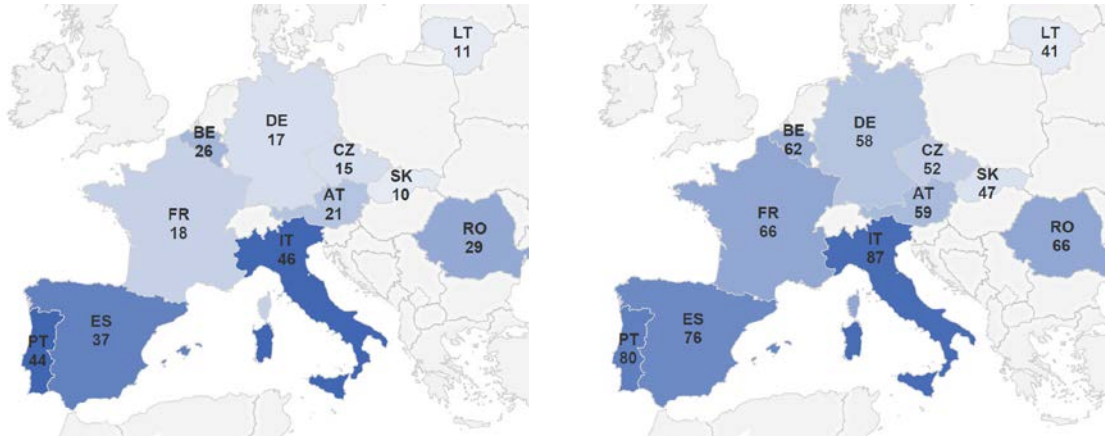 LT
11
DE
17
BE
26
CZ
15
SK
10
AT
21
FR
18
RO
29
IT
46
ES
37
PT
44
LT
41
DE
58
BE
62
CZ
52
SK
47
AT
59
FR
66
RO
66
IT
87
ES
76
PT
80